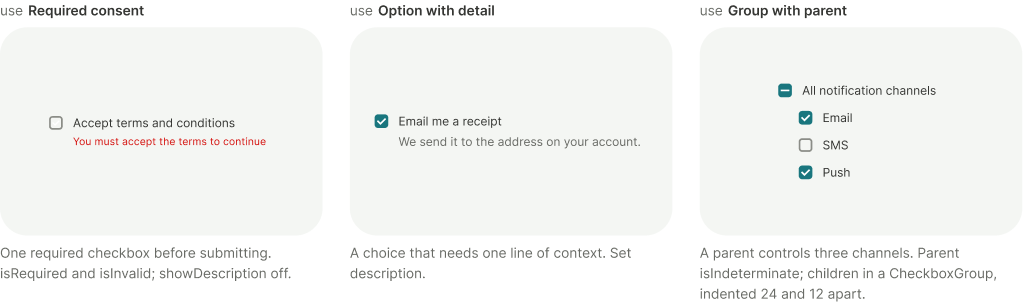 use Required consent
Accept terms and conditions
You must accept the terms to continue
One required checkbox before submitting.
isRequired and isInvalid; showDescription off.
use Option with detail
Email me a receipt
We send it to the address on your account.
A choice that needs one line of context. Set
description.
use Group with parent
All notification channels
Email
SMS
Push
A parent controls three channels. Parent
isIndeterminate; children in a CheckboxGroup,
indented 24 and 12 apart.